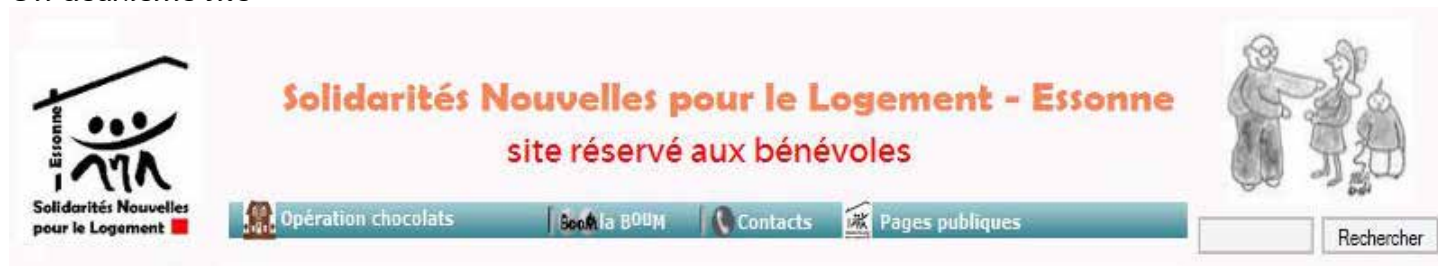 Essonne
Solidarités Nouvelles
pour le Logement
Solidarités Nouvelles pour le Logement - Essonne
site réservé aux bénévoles
Opération chocolats
Boom la BOUM
Contacts
Pages publiques
Rechercher